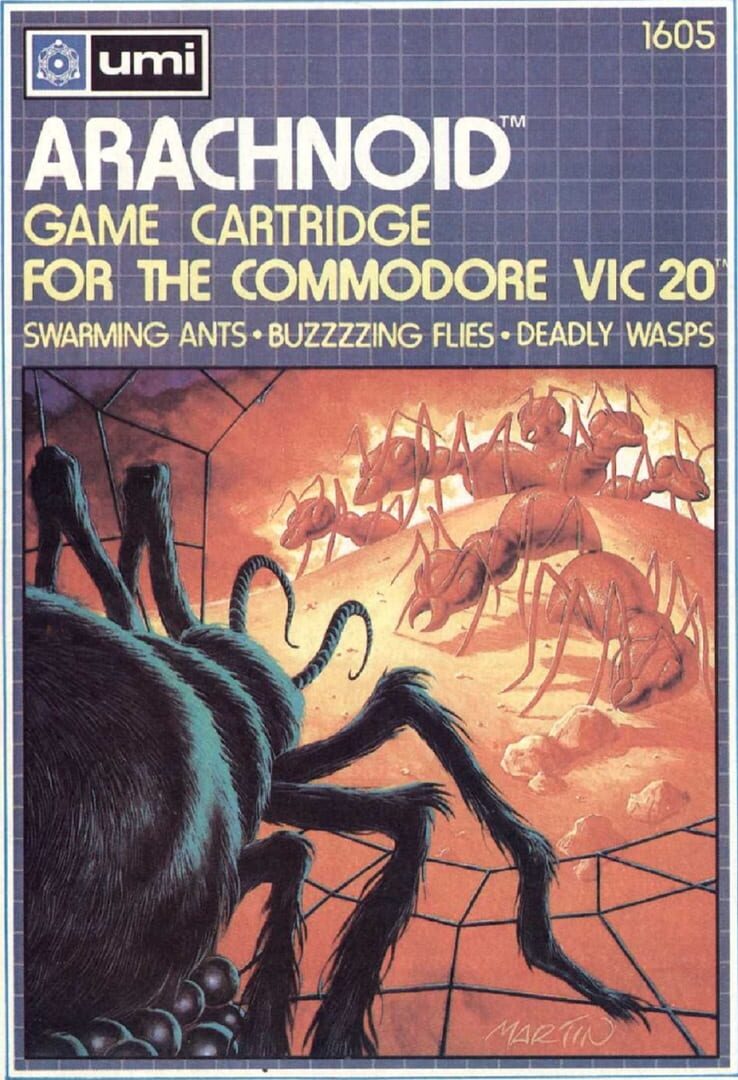 umi
1605
ARACHNOID™
GAME CARTRIDGE
FOR THE COMMODORE VIC 20™
SWARMING ANTS • BUZZZZING FLIES • DEADLY WASPS
MARTIN